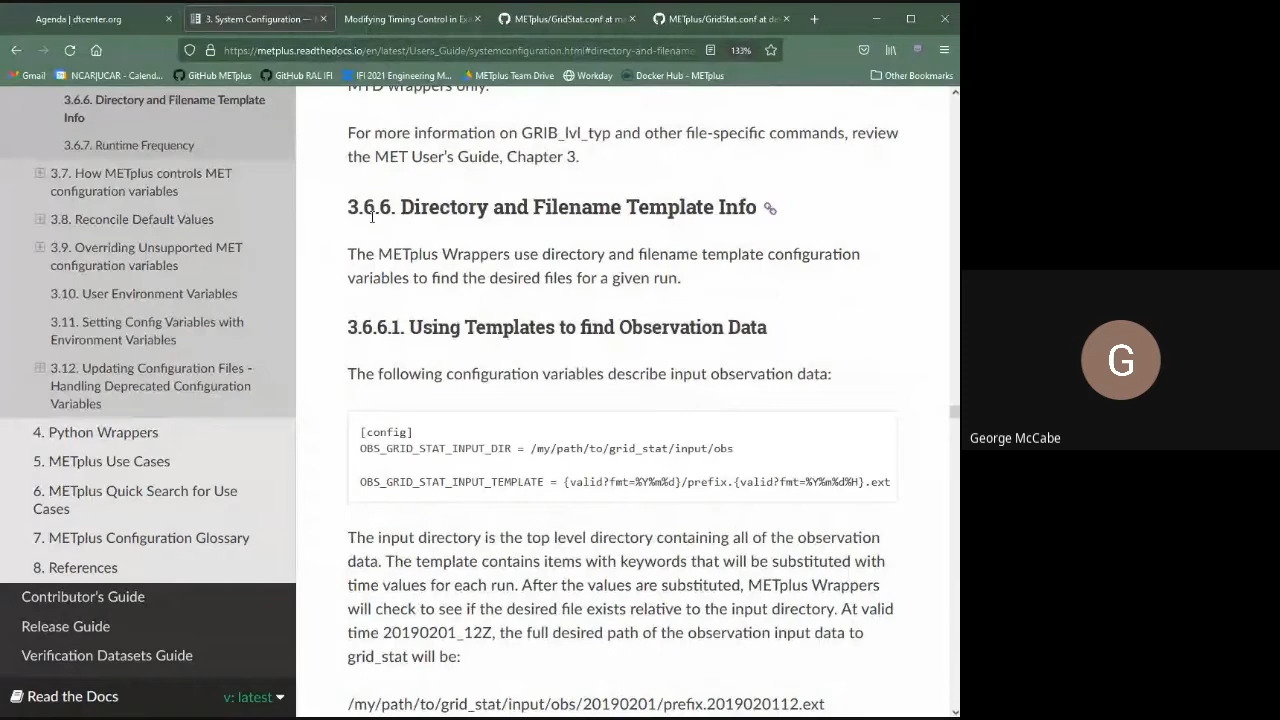 Agenda | dtcenter.org
3. System Configuration —
Modifying Timing Control in Exa
METplus/GridStat.conf at ma
METplus/GridStat.conf at de
https://metplus.readthedocs.io/en/latest/Users_Guide/systemconfiguration.html#directory-and-filename
133%
Gmail
NCAR|UCAR - Calend...
GitHub METplus
GitHub RAL IFI
IFI 2021 Engineering M...
METplus Team Drive
Workday
Docker Hub - METplus
Other Bookmarks
3.6.6. Directory and Filename Template
Info
3.6.7. Runtime Frequency
3.7. How METplus controls MET
configuration variables
3.8. Reconcile Default Values
3.9. Overriding Unsupported MET
configuration variables
3.10. User Environment Variables
3.11. Setting Config Variables with
Environment Variables
3.12. Updating Configuration Files -
Handling Deprecated Configuration
Variables
4. Python Wrappers
5. METplus Use Cases
6. METplus Quick Search for Use
Cases
7. METplus Configuration Glossary
8. References
Contributor's Guide
Release Guide
Verification Datasets Guide
Read the Docs
v: latest
MTD wrappers only.
For more information on GRIB_lvl_typ and other file-specific commands, review
the MET User's Guide, Chapter 3.
3.6.6. Directory and Filename Template Info
The METplus Wrappers use directory and filename template configuration
variables to find the desired files for a given run.
3.6.6.1. Using Templates to find Observation Data
The following configuration variables describe input observation data:
[config]
OBS_GRID_STAT_INPUT_DIR = /my/path/to/grid_stat/input/obs
OBS_GRID_STAT_INPUT_TEMPLATE = {valid?fmt=%Y%m%d}/prefix.{valid?fmt=%Y%m%d%H}.ext
The input directory is the top level directory containing all of the observation
data. The template contains items with keywords that will be substituted with
time values for each run. After the values are substituted, METplus Wrappers
will check to see if the desired file exists relative to the input directory. At valid
time 20190201_12Z, the full desired path of the observation input data to
grid_stat will be:
/my/path/to/grid_stat/input/obs/20190201/prefix.2019020112.ext
G
George McCabe